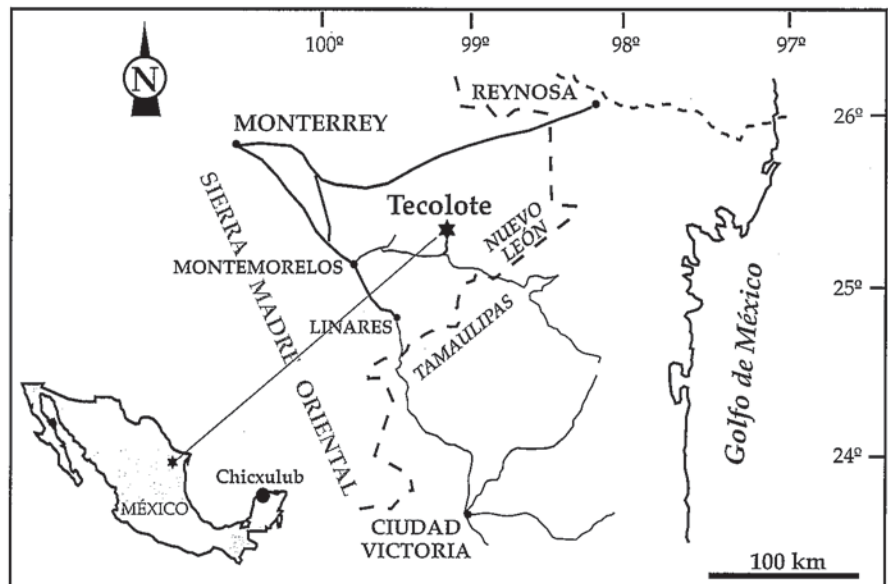 100º
99º
98º
97º
N
REYNOSA
26º
MONTERREY
SIERRA MADRE ORIENTAL
Tecolote
NUEVO
LEÓN
MONTEMORELOS
25º
LINARES
TAMAULIPAS
Golfo de México
24º
Chicxulub
MÉXICO
CIUDAD
VICTORIA
100 km